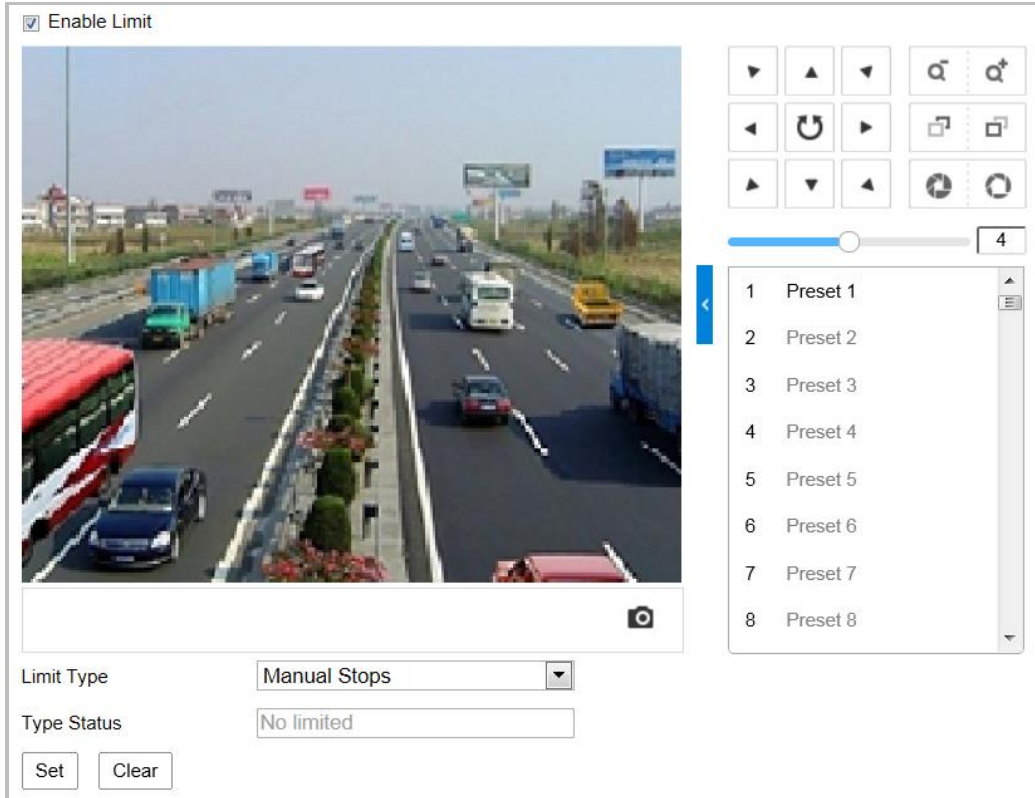 Enable Limit
4
1 Preset 1
2 Preset 2
3 Preset 3
4 Preset 4
5 Preset 5
6 Preset 6
7 Preset 7
8 Preset 8
Limit Type Manual Stops
Type Status No limited
Set Clear